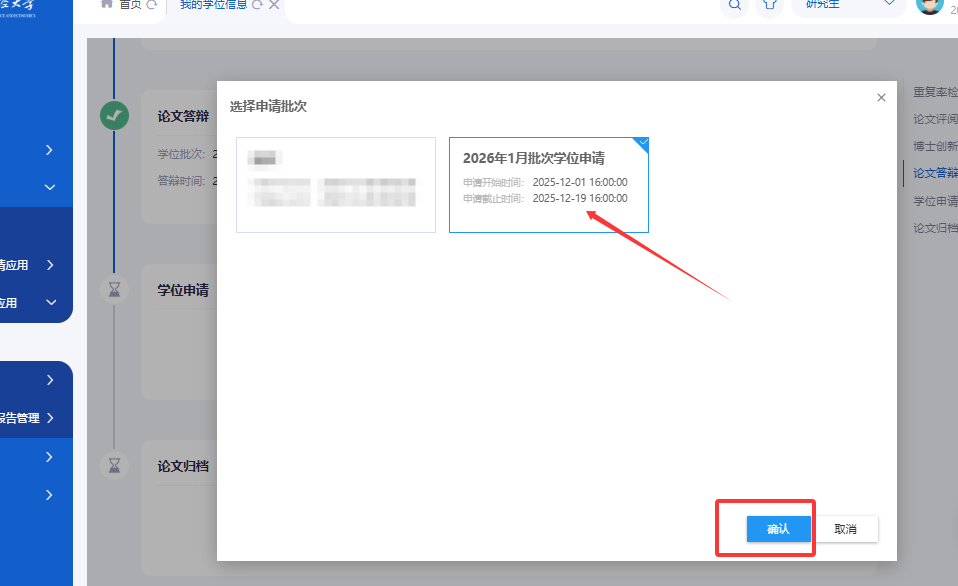 首页
我的学位信息
研究生
选择申请批次
2026年1月批次学位申请
申请开始时间: 2025-12-01 16:00:00
申请截止时间: 2025-12-19 16:00:00
确认
取消
论文答辩
学位批次: 2
答辩时间: 2
学位申请
论文归档
请应用
应用
报告管理
重复率检
论文评阅
博士创新
论文答辩
学位申请
论文归档